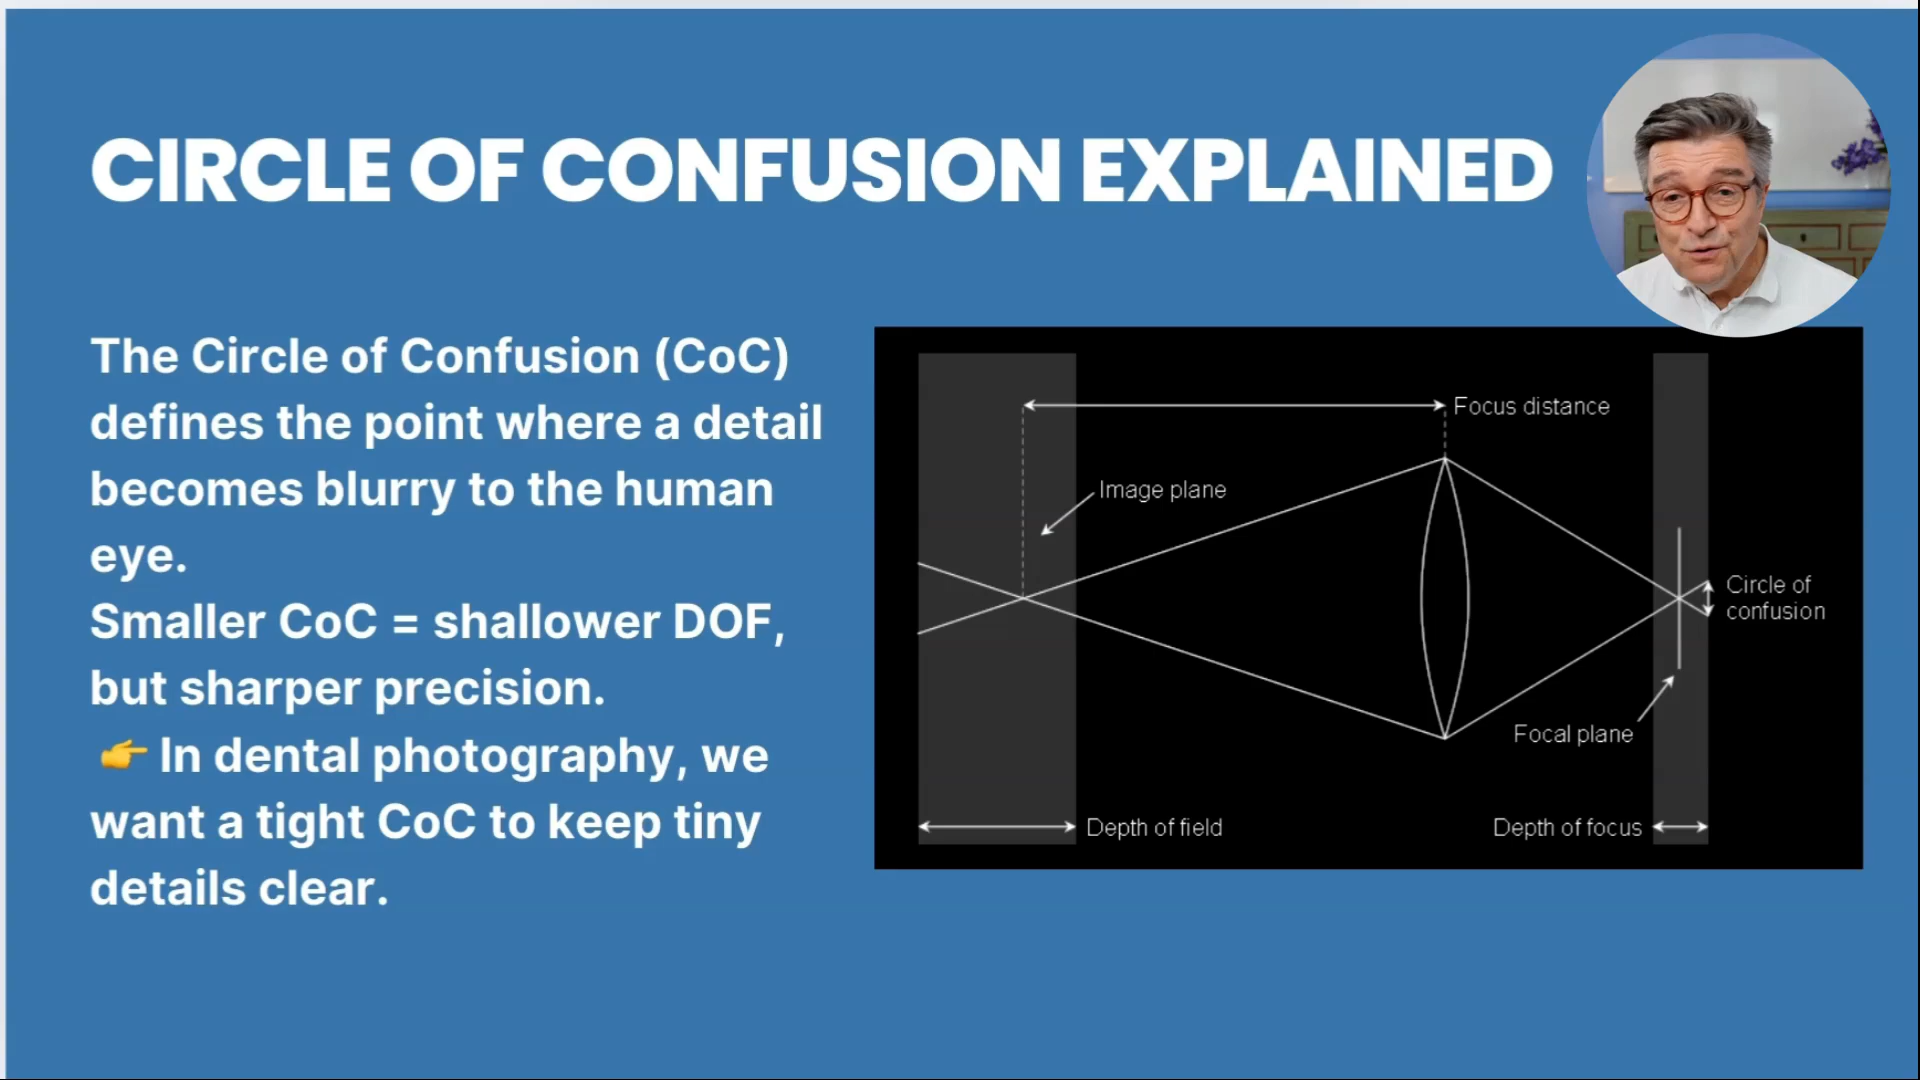 CIRCLE OF CONFUSION EXPLAINED
The Circle of Confusion (CoC)
defines the point where a detail
becomes blurry to the human
eye.
Smaller CoC = shallower DOF,
but sharper precision.
👉 In dental photography, we
want a tight CoC to keep tiny
details clear.
Focus distance
Image plane
Circle of
confusion
Focal plane
Depth of field
Depth of focus